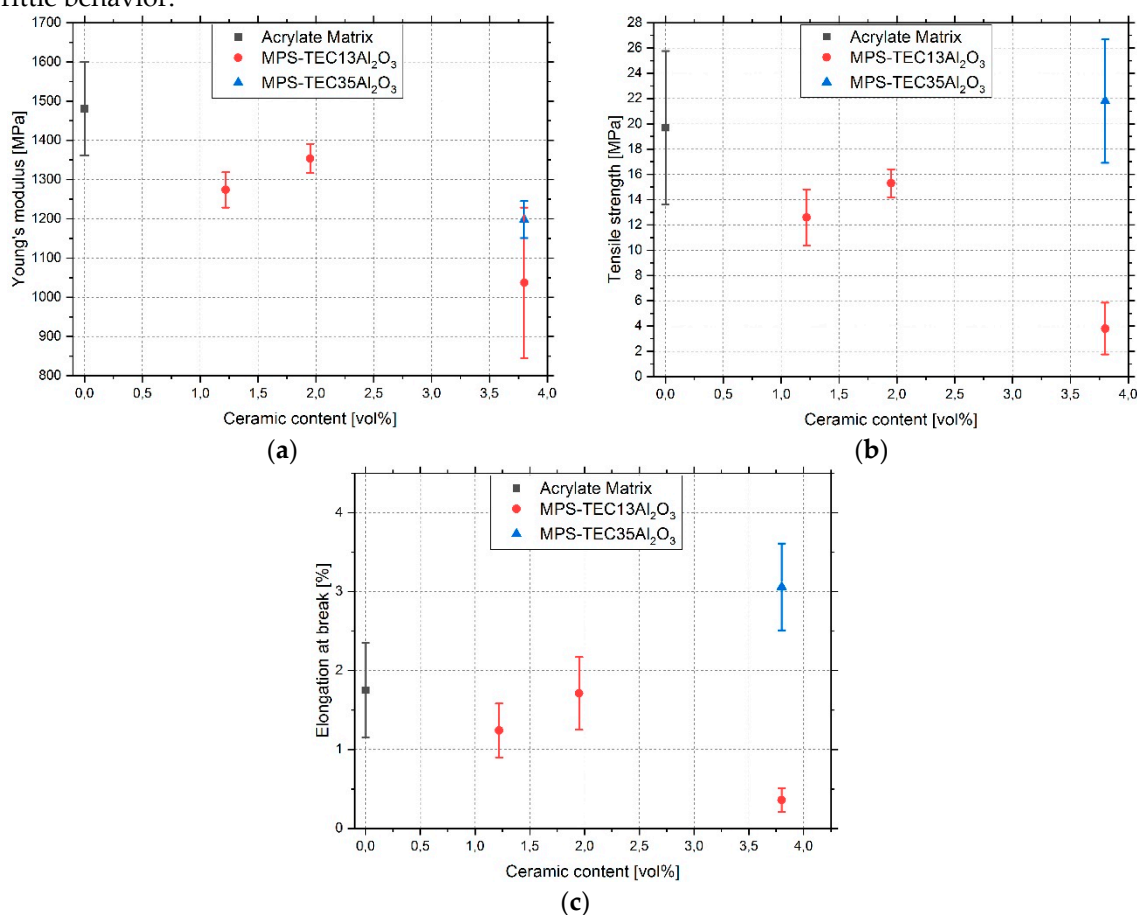 behavior.
Acrylate Matrix
MPS-TEC13Al₂O₃
MPS-TEC35Al₂O₃
1700
1600
1500
1400
1300
1200
1100
1000
900
800
Young's modulus [MPa]
0,0 0,5 1,0 1,5 2,0 2,5 3,0 3,5 4,0
Ceramic content [vol%]
(a)
Acrylate Matrix
MPS-TEC13Al₂O₃
MPS-TEC35Al₂O₃
28
26
24
22
20
18
16
14
12
10
8
6
4
2
0
Tensile strength [MPa]
0,0 0,5 1,0 1,5 2,0 2,5 3,0 3,5 4,0
Ceramic content [vol%]
(b)
Acrylate Matrix
MPS-TEC13Al₂O₃
MPS-TEC35Al₂O₃
4
3
2
1
0
Elongation at break [%]
0,0 0,5 1,0 1,5 2,0 2,5 3,0 3,5 4,0
Ceramic content [vol%]
(c)